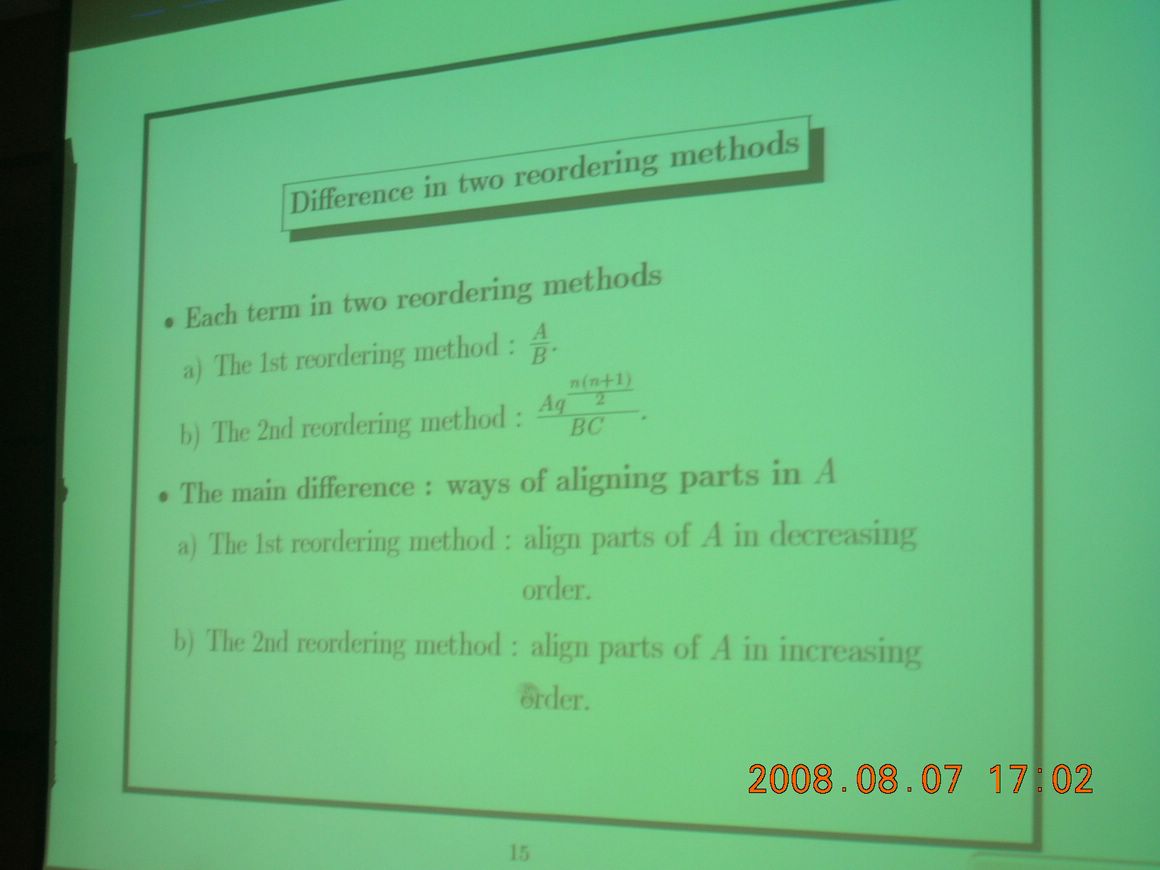 Difference in two reordering methods
• Each term in two reordering methods
a) The 1st reordering method : $\frac{A}{B}$.
b) The 2nd reordering method : $\frac{Aq^{\frac{n(n+1)}{2}}}{BC}$.
• The main difference : ways of aligning parts in A
a) The 1st reordering method : align parts of A in decreasing
order.
b) The 2nd reordering method : align parts of A in increasing
order.
2008.08.07 17:02
15